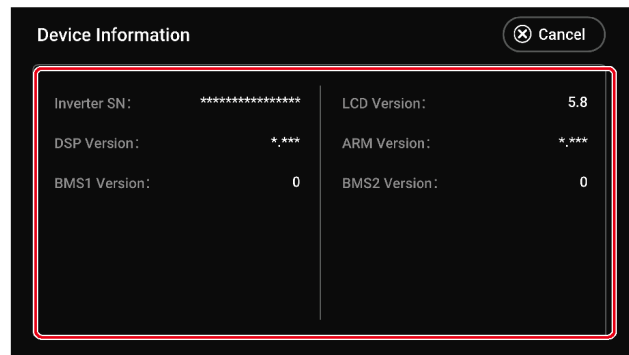 Device Information
Cancel
Inverter SN: ****************
DSP Version: *.***
BMS1 Version: 0
LCD Version: 5.8
ARM Version: *.***
BMS2 Version: 0